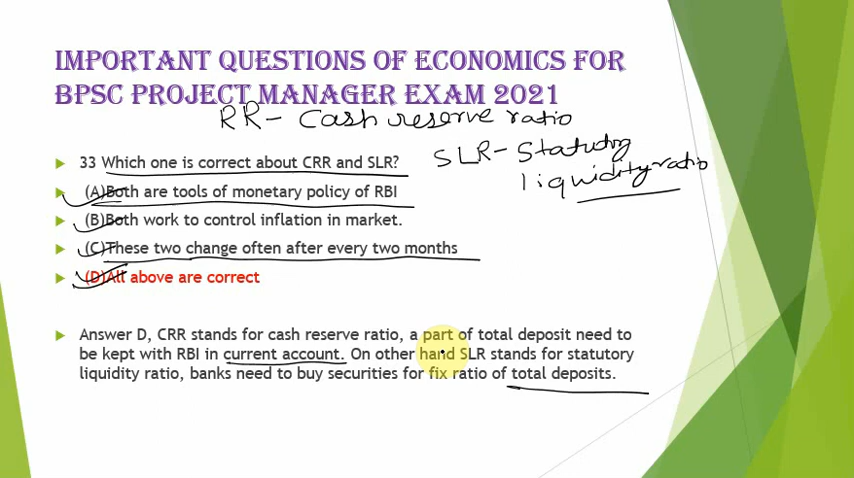 IMPORTANT QUESTIONS OF ECONOMICS FOR
BPSC PROJECT MANAGER EXAM 2021
RR- Cash reserve ratio
SLR- Statutory
liquidity ratio
33 Which one is correct about CRR and SLR?
(A)Both are tools of monetary policy of RBI
(B)Both work to control inflation in market.
(C)These two change often after every two months
(D)All above are correct
Answer D, CRR stands for cash reserve ratio, a part of total deposit need to
be kept with RBI in current account. On other hand SLR stands for statutory
liquidity ratio, banks need to buy securities for fix ratio of total deposits.